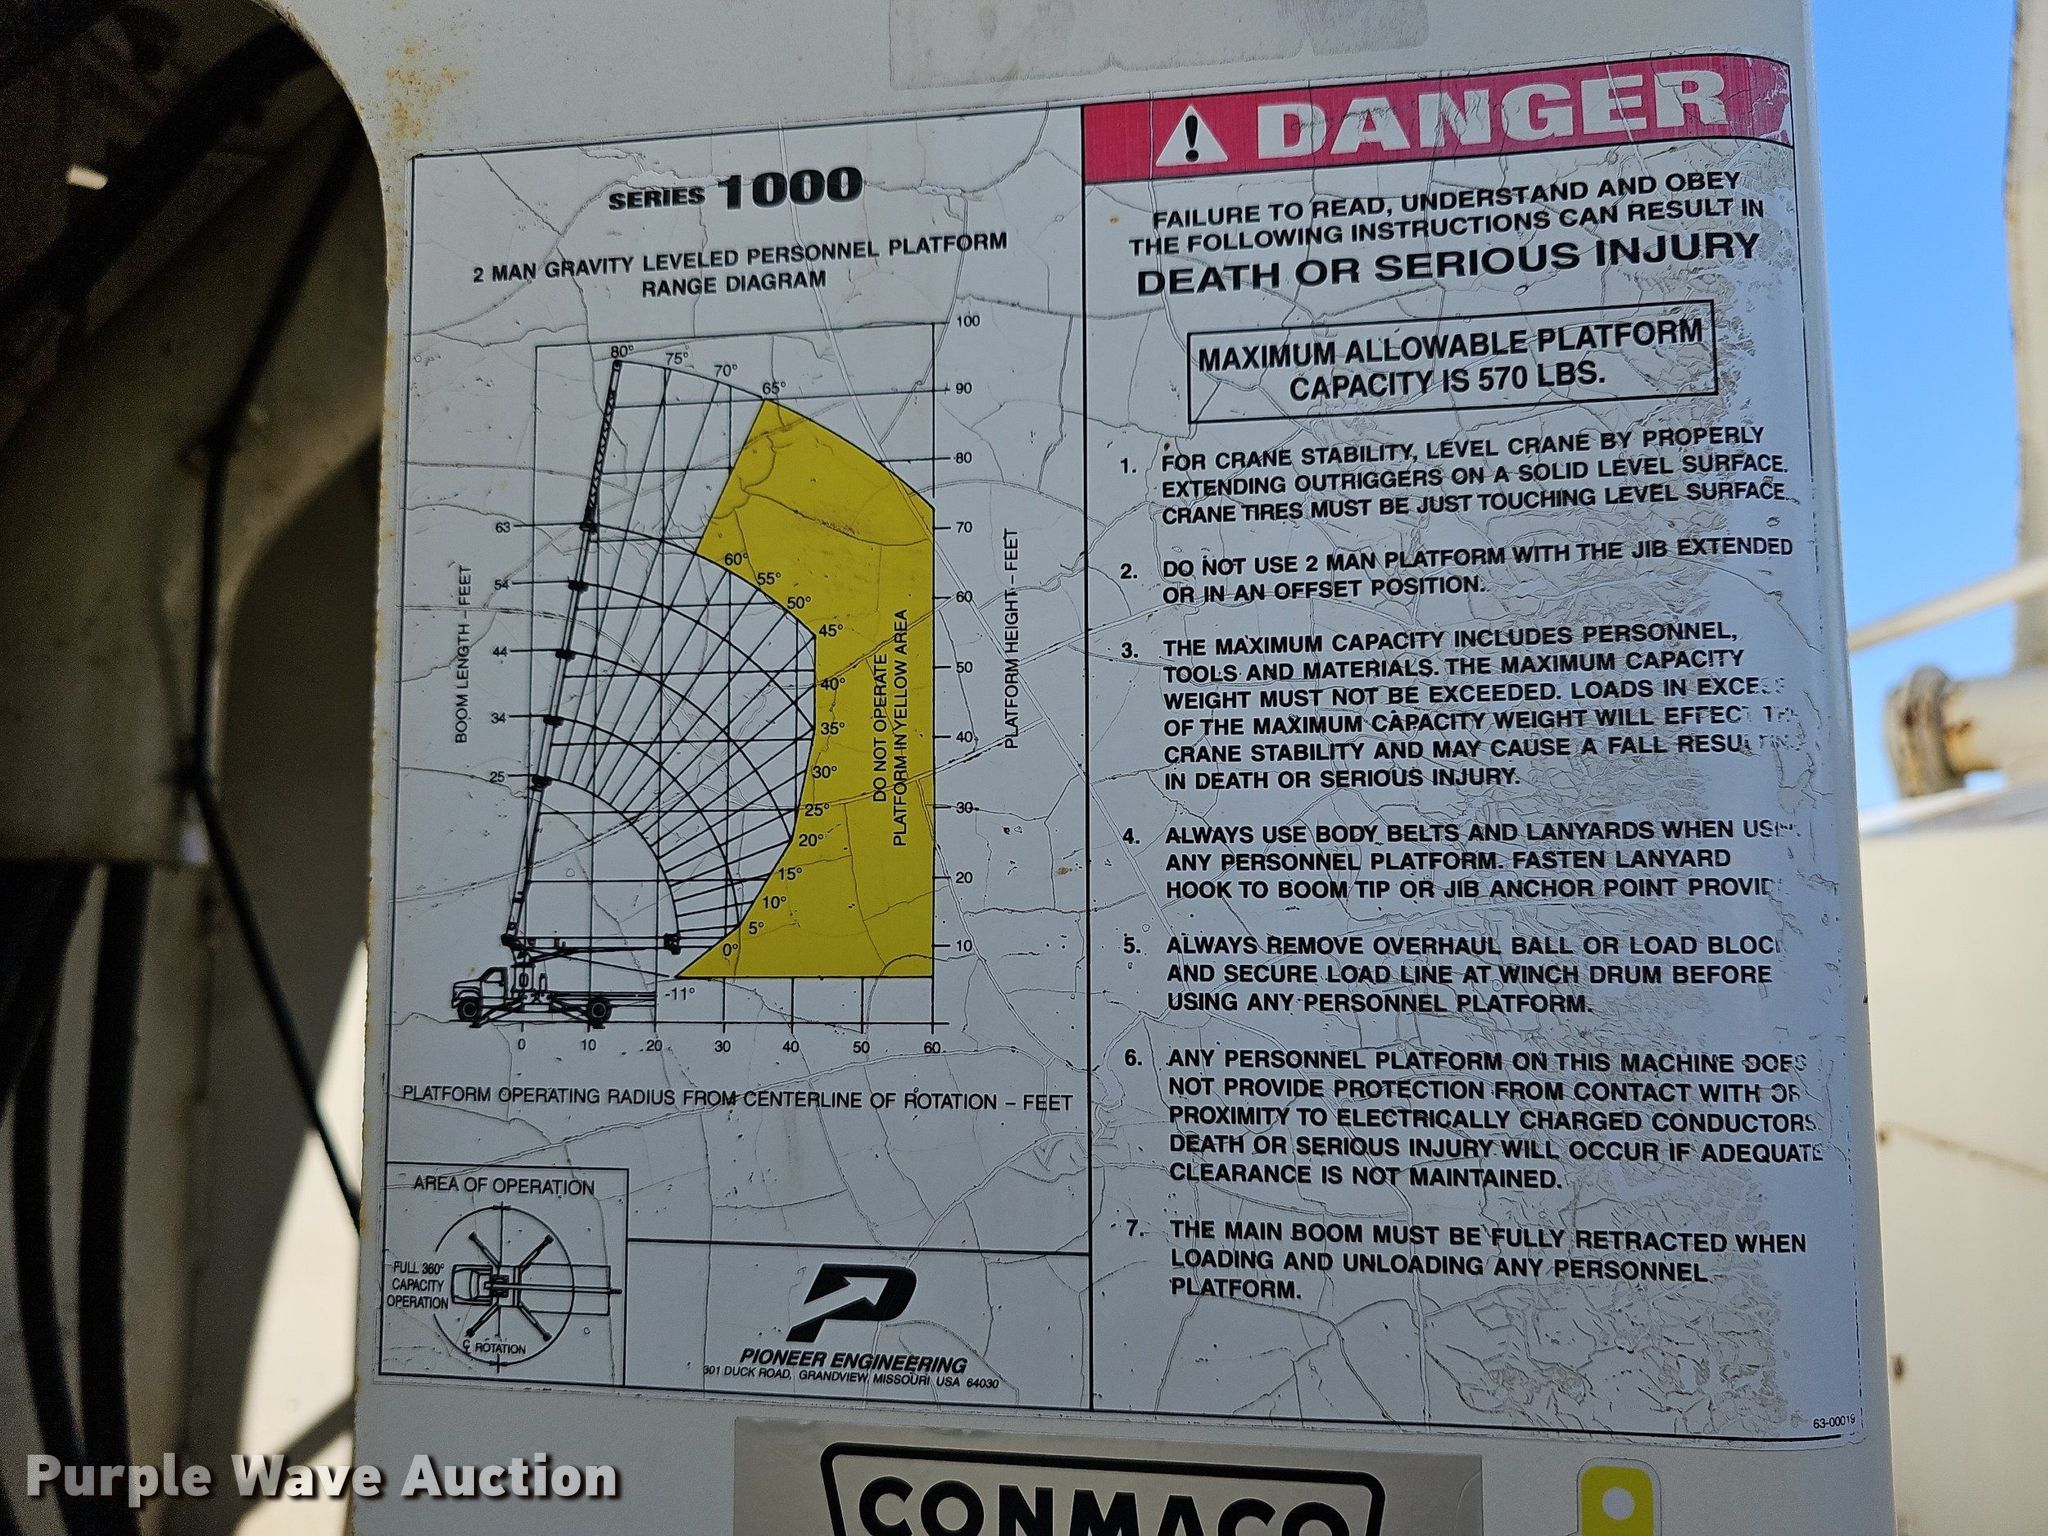 SERIES 1000
2 MAN GRAVITY LEVELED PERSONNEL PLATFORM
RANGE DIAGRAM
100
90
80
70
60
50
40
30
20
10
80°
75°
70°
65°
60°
55°
50°
45°
40°
35°
30°
25°
20°
15°
10°
5°
0°
-11°
63
54
44
34
25
BOOM LENGTH – FEET
PLATFORM HEIGHT – FEET
DO NOT OPERATE
PLATFORM IN YELLOW AREA
0 10 20 30 40 50 60
PLATFORM OPERATING RADIUS FROM CENTERLINE OF ROTATION – FEET
AREA OF OPERATION
FULL 360°
CAPACITY
OPERATION
℄ ROTATION
PIONEER ENGINEERING
301 DUCK ROAD, GRANDVIEW, MISSOURI USA 64030
DANGER
FAILURE TO READ, UNDERSTAND AND OBEY
THE FOLLOWING INSTRUCTIONS CAN RESULT IN
DEATH OR SERIOUS INJURY
MAXIMUM ALLOWABLE PLATFORM
CAPACITY IS 570 LBS.
1. FOR CRANE STABILITY, LEVEL CRANE BY PROPERLY
EXTENDING OUTRIGGERS ON A SOLID LEVEL SURFACE.
CRANE TIRES MUST BE JUST TOUCHING LEVEL SURFACE.
2. DO NOT USE 2 MAN PLATFORM WITH THE JIB EXTENDED
OR IN AN OFFSET POSITION.
3. THE MAXIMUM CAPACITY INCLUDES PERSONNEL,
TOOLS AND MATERIALS. THE MAXIMUM CAPACITY
WEIGHT MUST NOT BE EXCEEDED. LOADS IN EXCESS
OF THE MAXIMUM CAPACITY WEIGHT WILL EFFECT THE
CRANE STABILITY AND MAY CAUSE A FALL RESULTING
IN DEATH OR SERIOUS INJURY.
4. ALWAYS USE BODY BELTS AND LANYARDS WHEN USING
ANY PERSONNEL PLATFORM. FASTEN LANYARD
HOOK TO BOOM TIP OR JIB ANCHOR POINT
5. ALWAYS REMOVE OVERHAUL BALL OR LOAD BLOCK
AND SECURE LOAD LINE AT WINCH DRUM BEFORE
USING ANY PERSONNEL PLATFORM.
6. ANY PERSONNEL PLATFORM ON THIS MACHINE DOES
NOT PROVIDE PROTECTION FROM CONTACT WITH OR
PROXIMITY TO ELECTRICALLY CHARGED CONDUCTORS.
DEATH OR SERIOUS INJURY WILL OCCUR IF ADEQUATE
CLEARANCE IS NOT MAINTAINED.
7. THE MAIN BOOM MUST BE FULLY RETRACTED WHEN
LOADING AND UNLOADING ANY PERSONNEL
PLATFORM.
63-00019
CONMACO
Purple Wave Auction